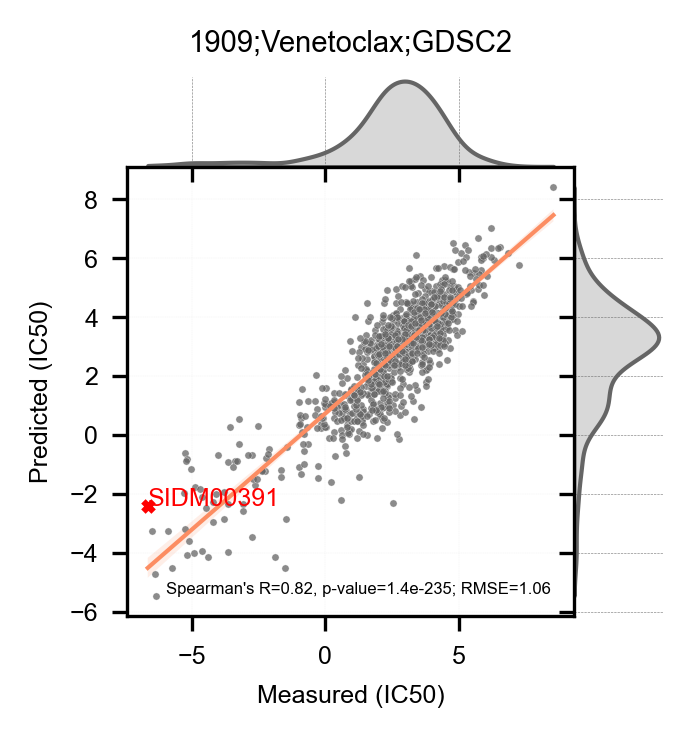 1909;Venetoclax;GDSC2
8
6
4
2
0
−2
−4
−6
Predicted (IC50)
SIDM00391
Spearman's R=0.82, p-value=1.4e-235; RMSE=1.06
−5
0
5
Measured (IC50)